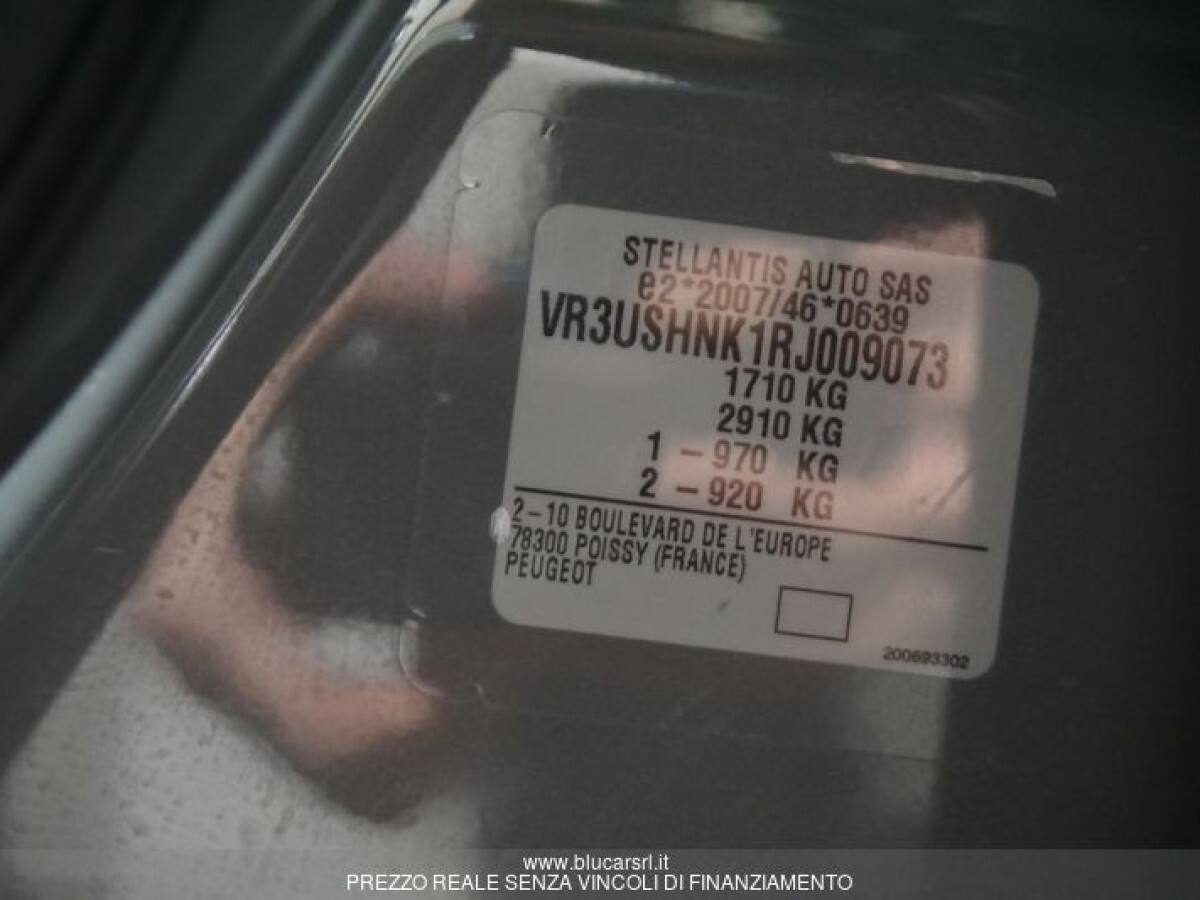 STELLANTIS AUTO SAS
e2*2007/46*0639
VR3USHNK1RJ009073
1710 KG
2910 KG
1 – 970 KG
2 – 920 KG
2–10 BOULEVARD DE L'EUROPE
78300 POISSY (FRANCE)
PEUGEOT
200693302
www.blucarsrl.it
PREZZO REALE SENZA VINCOLI DI FINANZIAMENTO